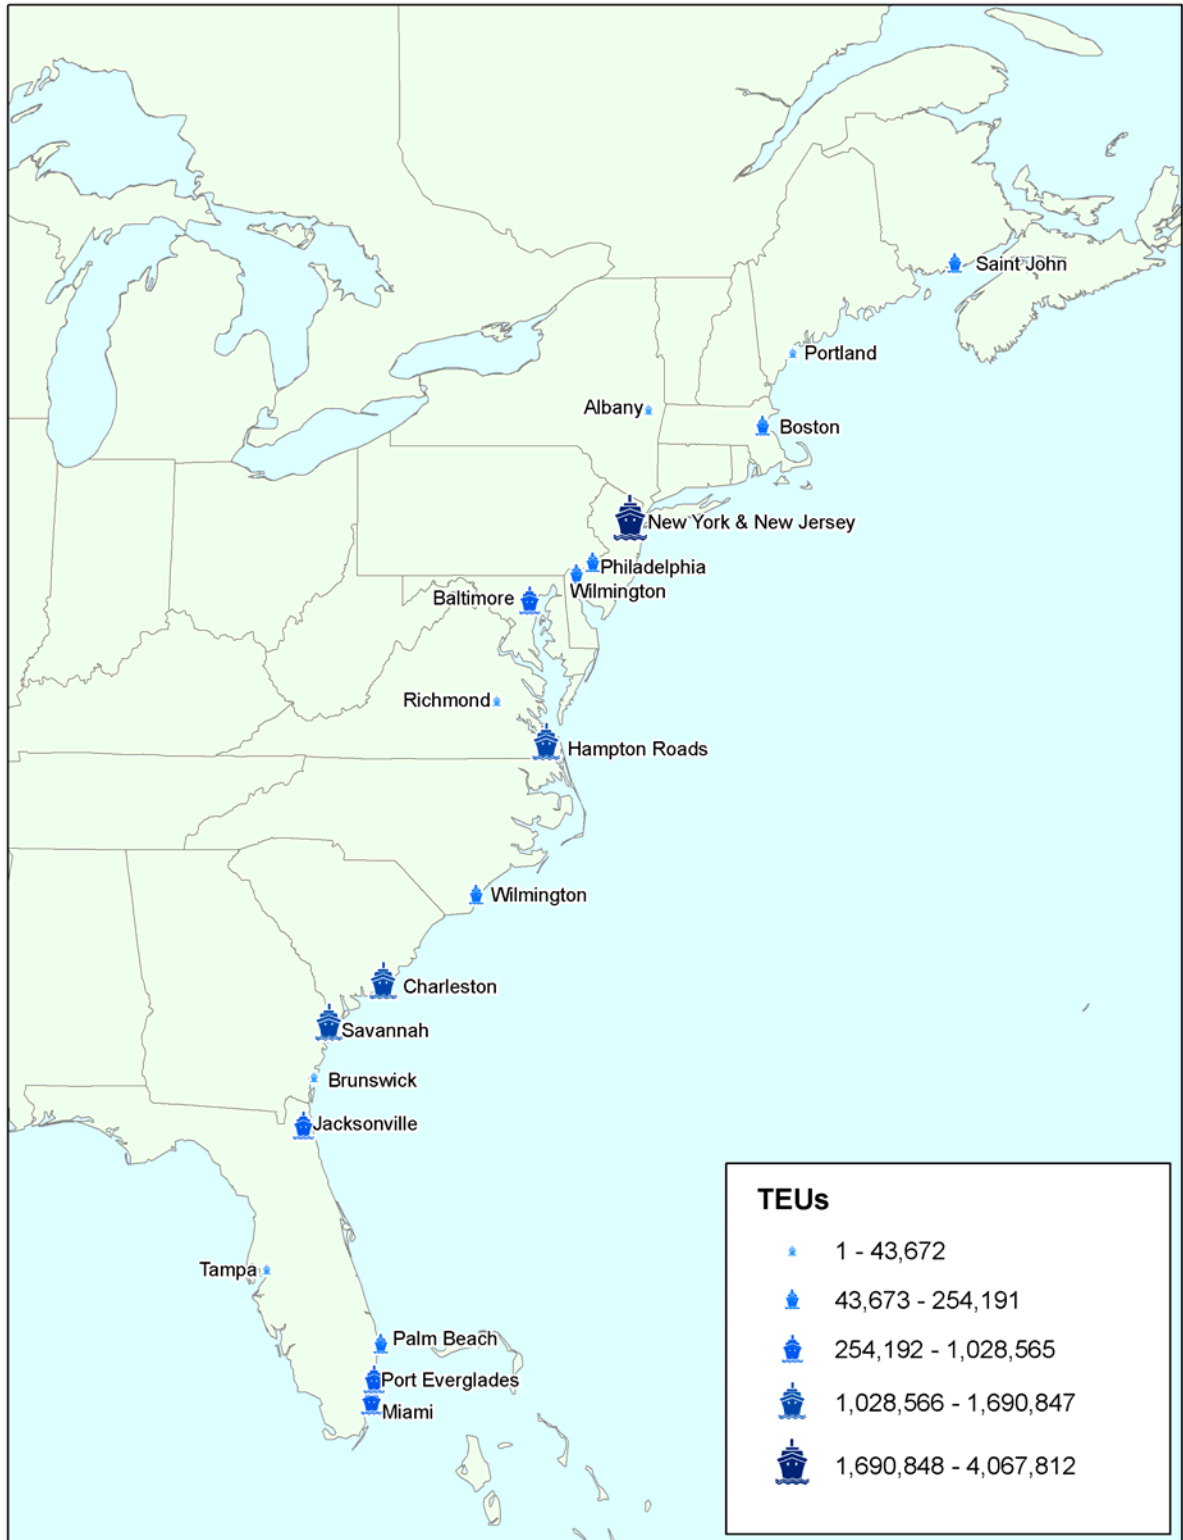 Saint John
Portland
Albany
Boston
New York & New Jersey
Philadelphia
Wilmington
Baltimore
Richmond
Hampton Roads
Wilmington
Charleston
Savannah
Brunswick
Jacksonville
Tampa
Palm Beach
Port Everglades
Miami
TEUs
1 - 43,672
43,673 - 254,191
254,192 - 1,028,565
1,028,566 - 1,690,847
1,690,848 - 4,067,812